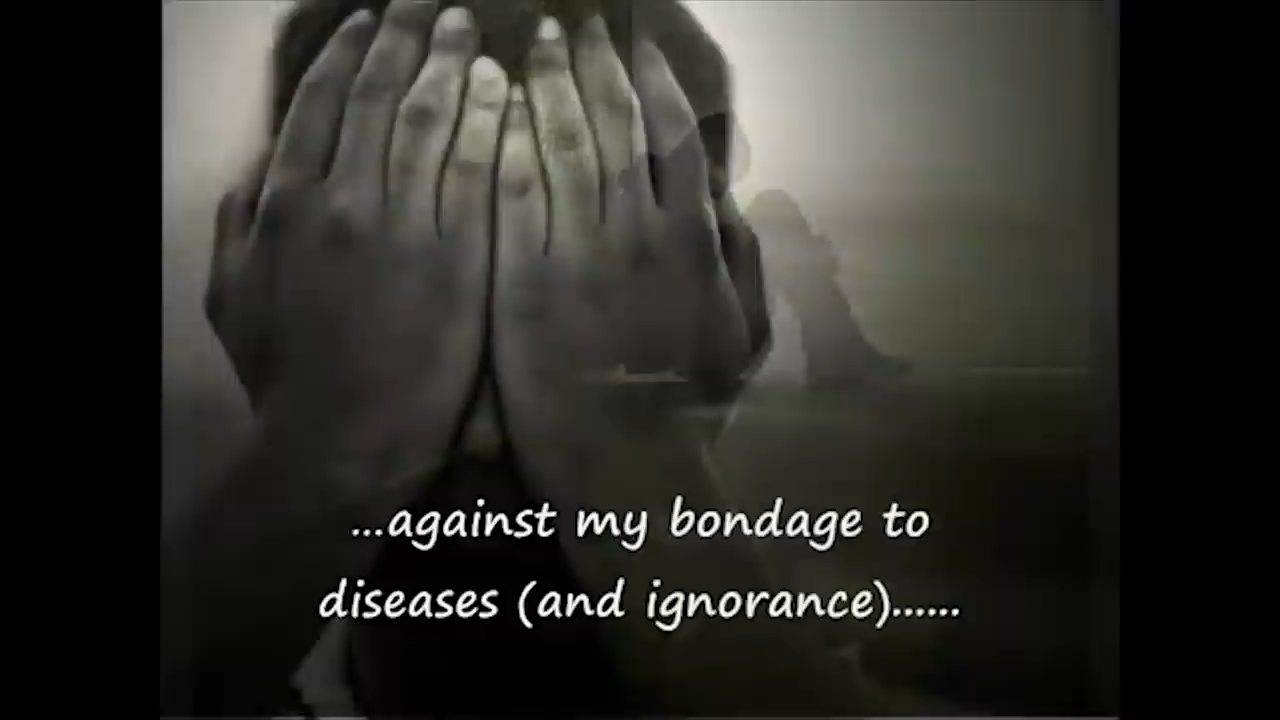 ...against my bondage to
diseases (and ignorance)......